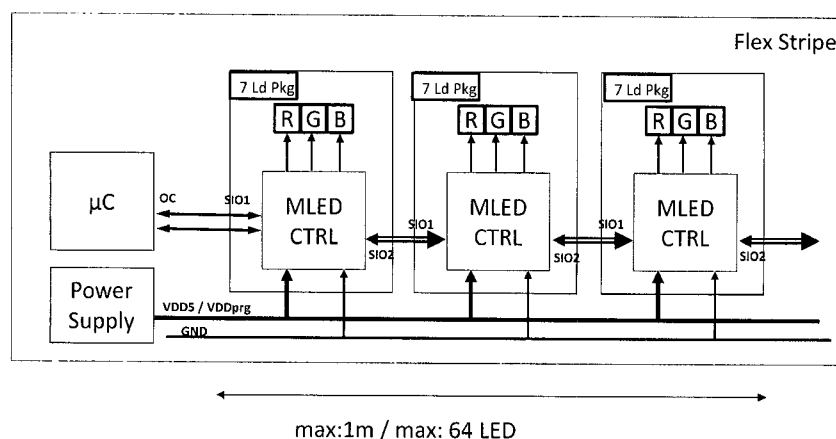 Flex Stripe
7 Ld Pkg
7 Ld Pkg
7 Ld Pkg
R G B
R G B
R G B
µC
OC
SIO1
MLED
CTRL
SIO1
SIO2
MLED
CTRL
SIO1
SIO2
MLED
CTRL
SIO2
Power
Supply
VDD5 / VDDprg
GND
max:1m / max: 64 LED